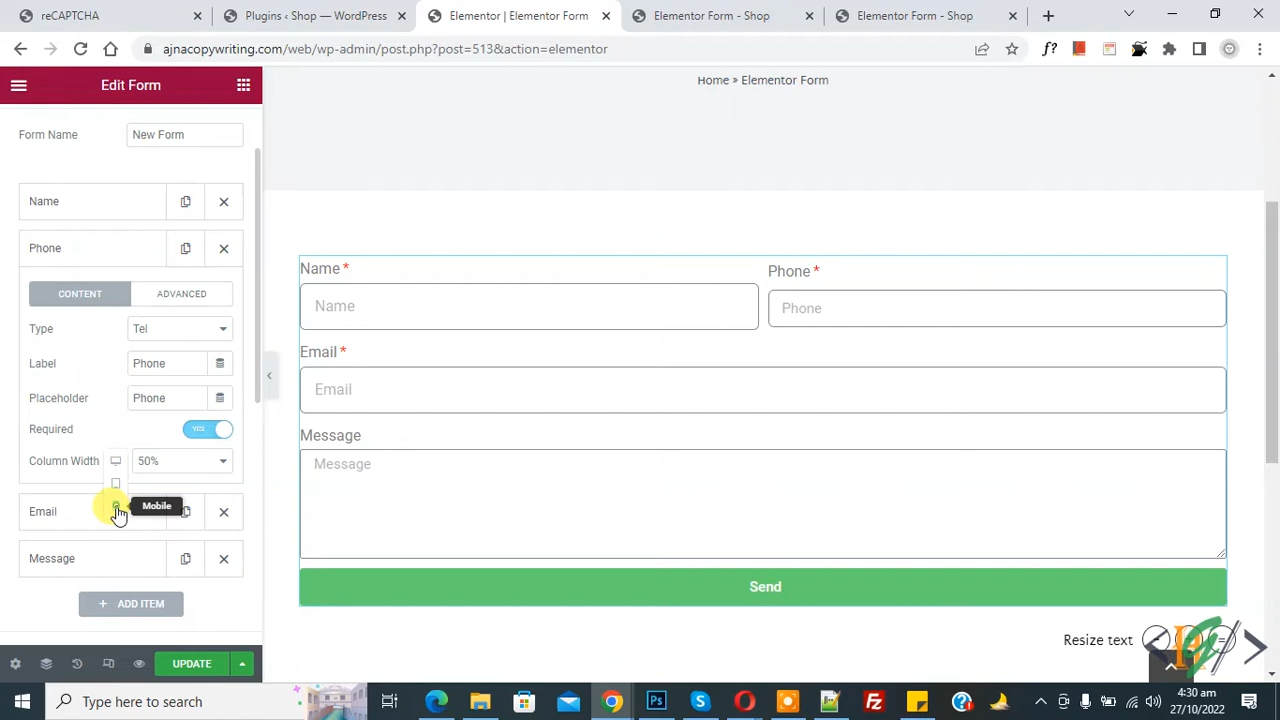 reCAPTCHA
Plugins ‹ Shop — WordPress
Elementor | Elementor Form
Elementor Form - Shop
Elementor Form - Shop
ajnacopywriting.com/web/wp-admin/post.php?post=513&action=elementor
f?
Edit Form
Home » Elementor Form
Form Name
New Form
Name
Phone
CONTENT
ADVANCED
Type
Tel
Label
Phone
Placeholder
Phone
Required
YES
Column Width
50%
Mobile
Email
Message
ADD ITEM
UPDATE
Name *
Name
Phone *
Phone
Email *
Email
Message
Message
Send
Resize text
Type here to search
4:30 am
27/10/2022